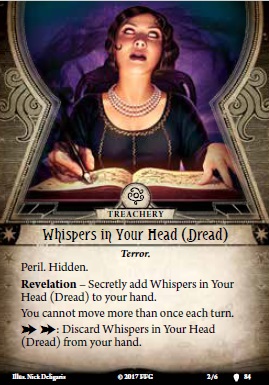 TREACHERY
Whispers in Your Head (Dread)
Terror.
Peril. Hidden.
Revelation – Secretly add Whispers in Your
Head (Dread) to your hand.
You cannot move more than once each turn.
: Discard Whispers in Your Head
(Dread) from your hand.
Illus. Nick Deligaris © 2017 FFG 2/6 84